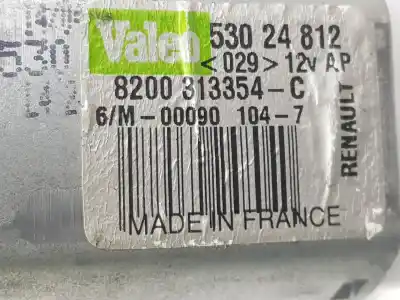 Valeo 530 24 812
<029> 12v AP
8200 313354-C
6/M-00090 104-7
RENAULT
MADE IN FRANCE